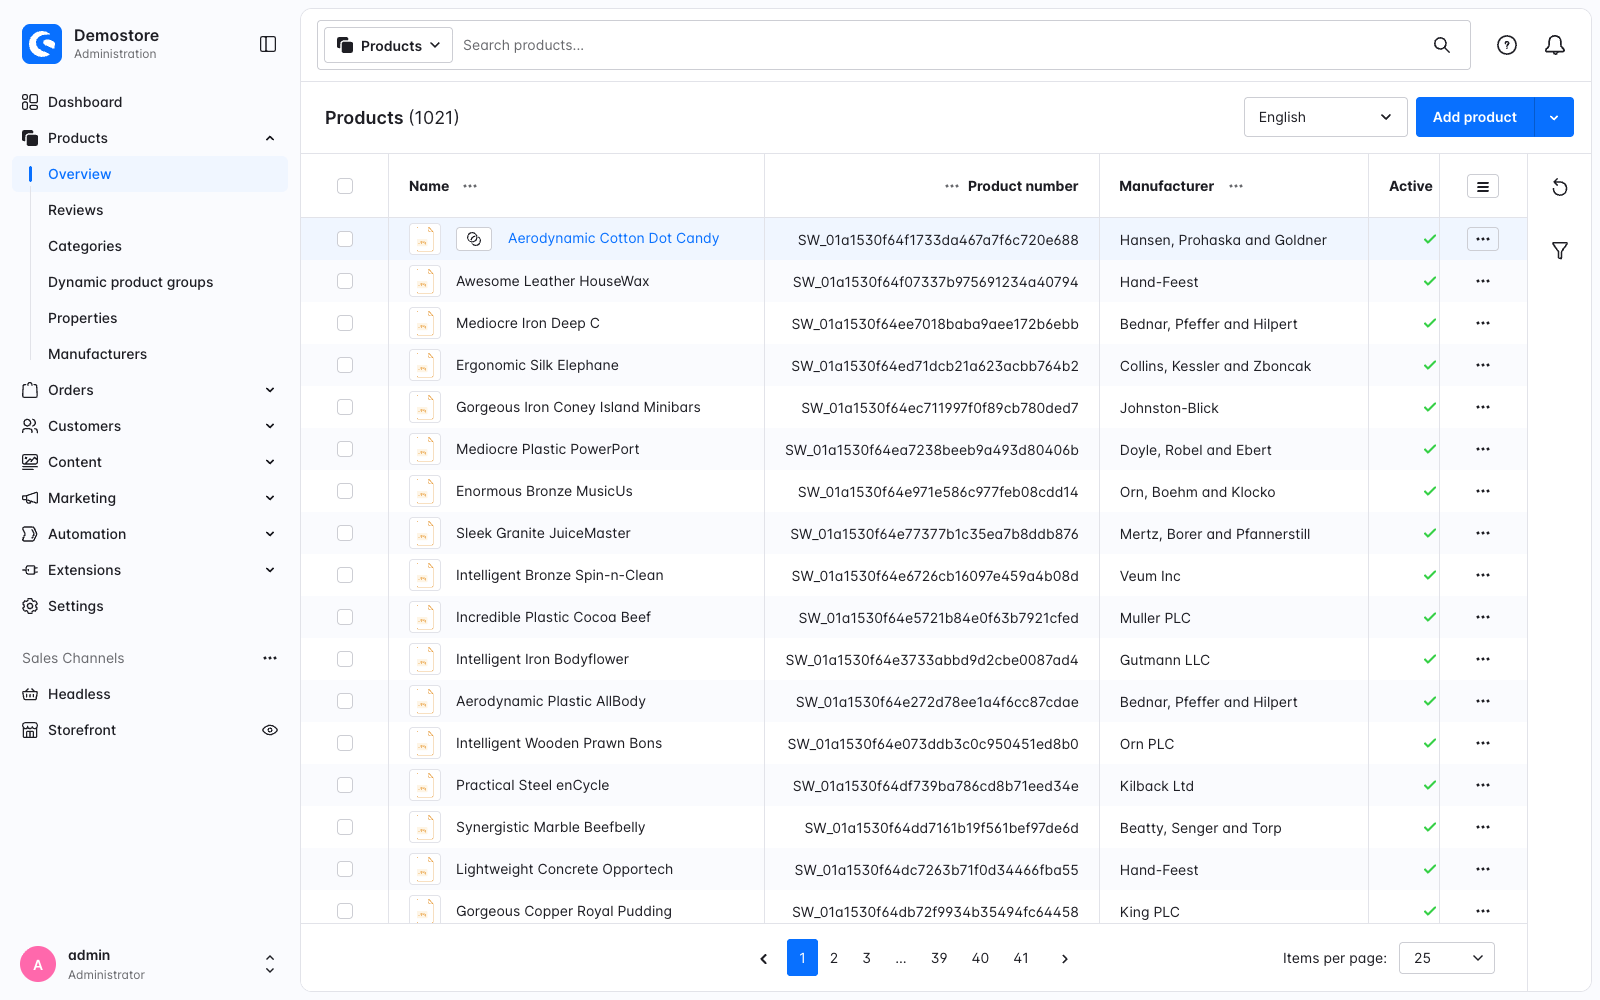 Demostore
Administration
Dashboard
Products
Overview
Reviews
Categories
Dynamic product groups
Properties
Manufacturers
Orders
Customers
Content
Marketing
Automation
Extensions
Settings
Sales Channels
Headless
Storefront
A
admin
Administrator
Products Search products...
Products (1021)
English
Add product
Name Product number Manufacturer Active
Aerodynamic Cotton Dot Candy SW_01a1530f64f1733da467a7f6c720e688 Hansen, Prohaska and Goldner
Awesome Leather HouseWax SW_01a1530f64f07337b975691234a40794 Hand-Feest
Mediocre Iron Deep C SW_01a1530f64ee7018baba9aee172b6ebb Bednar, Pfeffer and Hilpert
Ergonomic Silk Elephane SW_01a1530f64ed71dcb21a623acbb764b2 Collins, Kessler and Zboncak
Gorgeous Iron Coney Island Minibars SW_01a1530f64ec711997f0f89cb780ded7 Johnston-Blick
Mediocre Plastic PowerPort SW_01a1530f64ea7238beeb9a493d80406b Doyle, Robel and Ebert
Enormous Bronze MusicUs SW_01a1530f64e971e586c977feb08cdd14 Orn, Boehm and Klocko
Sleek Granite JuiceMaster SW_01a1530f64e77377b1c35ea7b8ddb876 Mertz, Borer and Pfannerstill
Intelligent Bronze Spin-n-Clean SW_01a1530f64e6726cb16097e459a4b08d Veum Inc
Incredible Plastic Cocoa Beef SW_01a1530f64e5721b84e0f63b7921cfed Muller PLC
Intelligent Iron Bodyflower SW_01a1530f64e3733abbd9d2cbe0087ad4 Gutmann LLC
Aerodynamic Plastic AllBody SW_01a1530f64e272d78ee1a4f6cc87cdae Bednar, Pfeffer and Hilpert
Intelligent Wooden Prawn Bons SW_01a1530f64e073ddb3c0c950451ed8b0 Orn PLC
Practical Steel enCycle SW_01a1530f64df739ba786cd8b71eed34e Kilback Ltd
Synergistic Marble Beefbelly SW_01a1530f64dd7161b19f561bef97de6d Beatty, Senger and Torp
Lightweight Concrete Opportech SW_01a1530f64dc7263b71f0d34466fba55 Hand-Feest
Gorgeous Copper Royal Pudding SW_01a1530f64db72f9934b35494fc64458 King PLC
1 2 3 ... 39 40 41
Items per page: 25